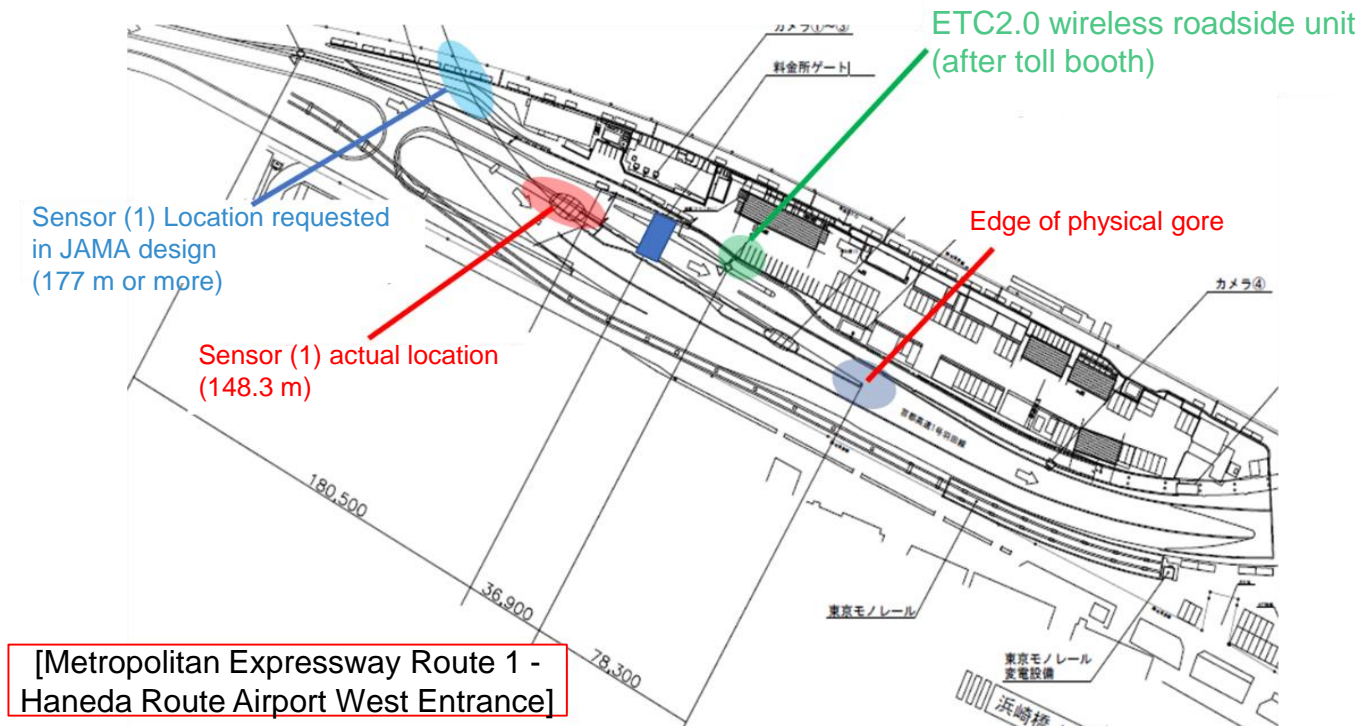 ETC2.0 wireless roadside unit
(after toll booth)
カメラ①~③
料金所ゲート
Sensor (1) Location requested
in JAMA design
(177 m or more)
Edge of physical gore
カメラ④
Sensor (1) actual location
(148.3 m)
180,500
36,900
78,300
東京モノレール
東京モノレール
変電設備
浜崎橋
[Metropolitan Expressway Route 1 -
Haneda Route Airport West Entrance]